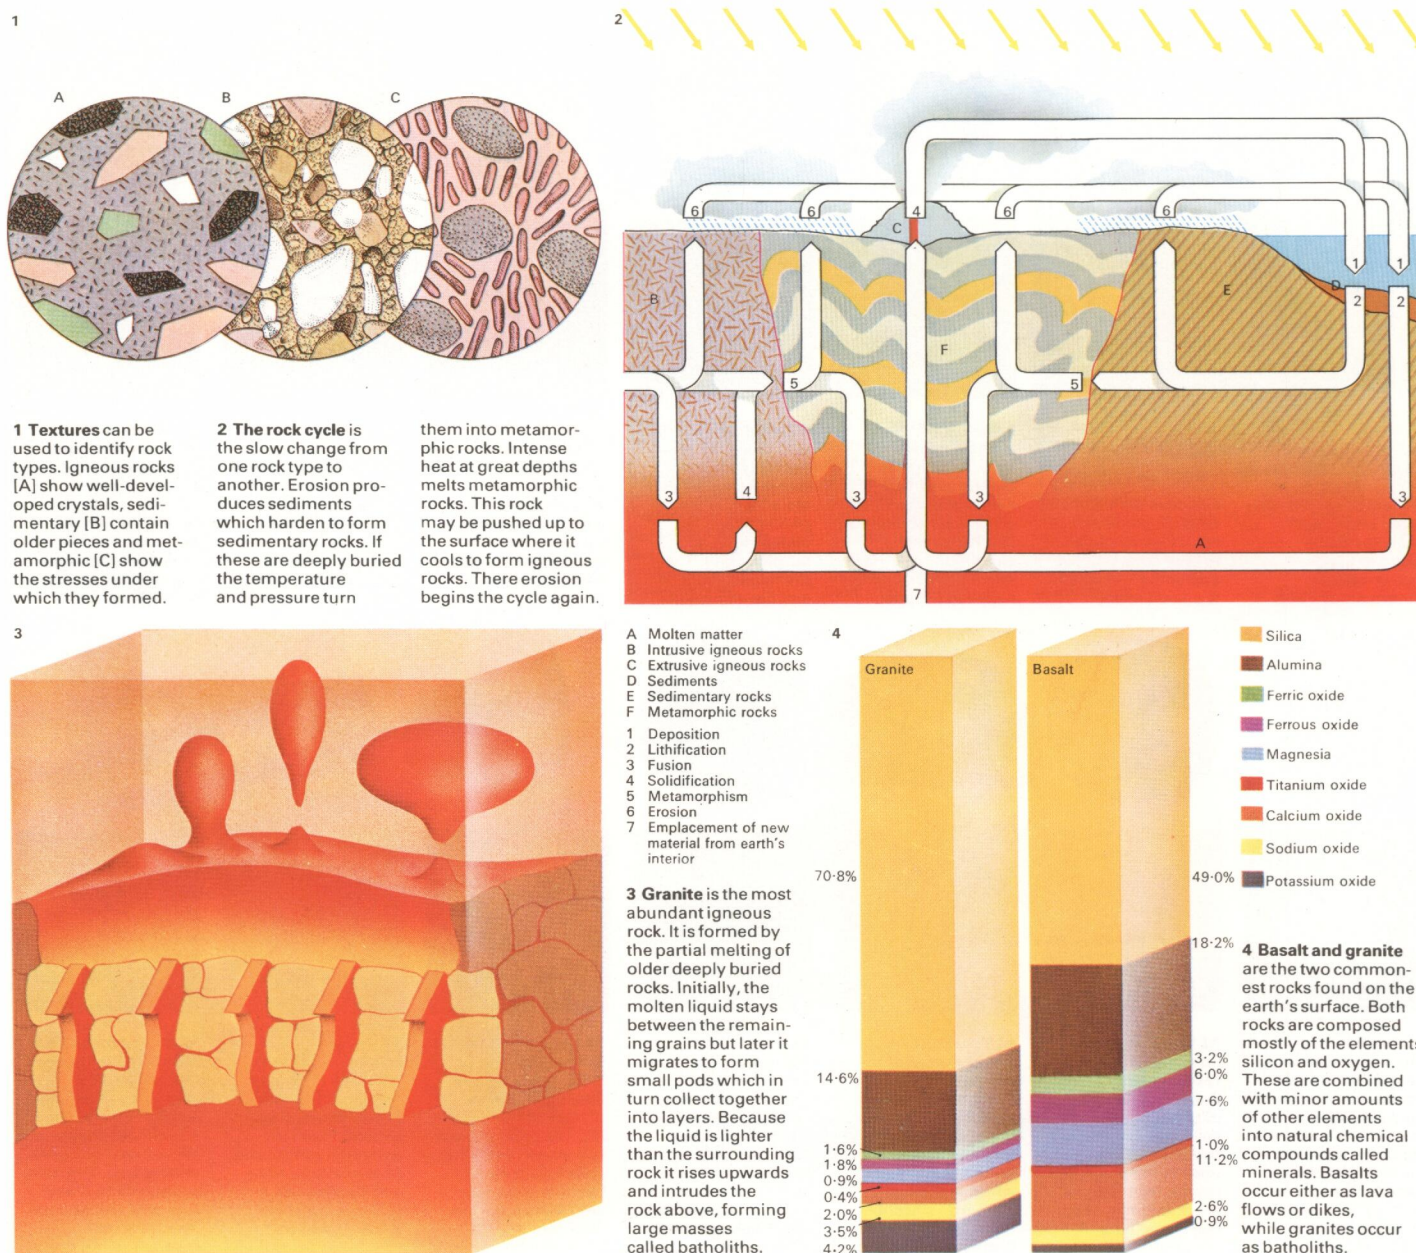 1
A
B
C
1 Textures can be
used to identify rock
types. Igneous rocks
[A] show well-devel-
oped crystals, sedi-
mentary [B] contain
older pieces and met-
amorphic [C] show
the stresses under
which they formed.
2 The rock cycle is
the slow change from
one rock type to
another. Erosion pro-
duces sediments
which harden to form
sedimentary rocks. If
these are deeply buried
the temperature
and pressure turn
them into metamor-
phic rocks. Intense
heat at great depths
melts metamorphic
rocks. This rock
may be pushed up to
the surface where it
cools to form igneous
rocks. There erosion
begins the cycle again.
2
6
6
4
6
6
C
1
1
B
E
D
2
2
F
5
5
3
4
3
3
3
A
7
3
A Molten matter
B Intrusive igneous rocks
C Extrusive igneous rocks
D Sediments
E Sedimentary rocks
F Metamorphic rocks
1 Deposition
2 Lithification
3 Fusion
4 Solidification
5 Metamorphism
6 Erosion
7 Emplacement of new
material from earth's
interior
3 Granite is the most
abundant igneous
rock. It is formed by
the partial melting of
older deeply buried
rocks. Initially, the
molten liquid stays
between the remain-
ing grains but later it
migrates to form
small pods which in
turn collect together
into layers. Because
the liquid is lighter
than the surrounding
rock it rises upwards
and intrudes the
rock above, forming
large masses
called batholiths.
4
Granite
70·8%
14·6%
1·6%
1·8%
0·9%
0·4%
2·0%
3·5%
4·2%
Basalt
49·0%
18·2%
3·2%
6·0%
7·6%
1·0%
11·2%
2·6%
0·9%
Silica
Alumina
Ferric oxide
Ferrous oxide
Magnesia
Titanium oxide
Calcium oxide
Sodium oxide
Potassium oxide
4 Basalt and granite
are the two common-
est rocks found on the
earth's surface. Both
rocks are composed
mostly of the element
silicon and oxygen.
These are combined
with minor amounts
of other elements
into natural chemical
compounds called
minerals. Basalts
occur either as lava
flows or dikes,
while granites occur
as batholiths.